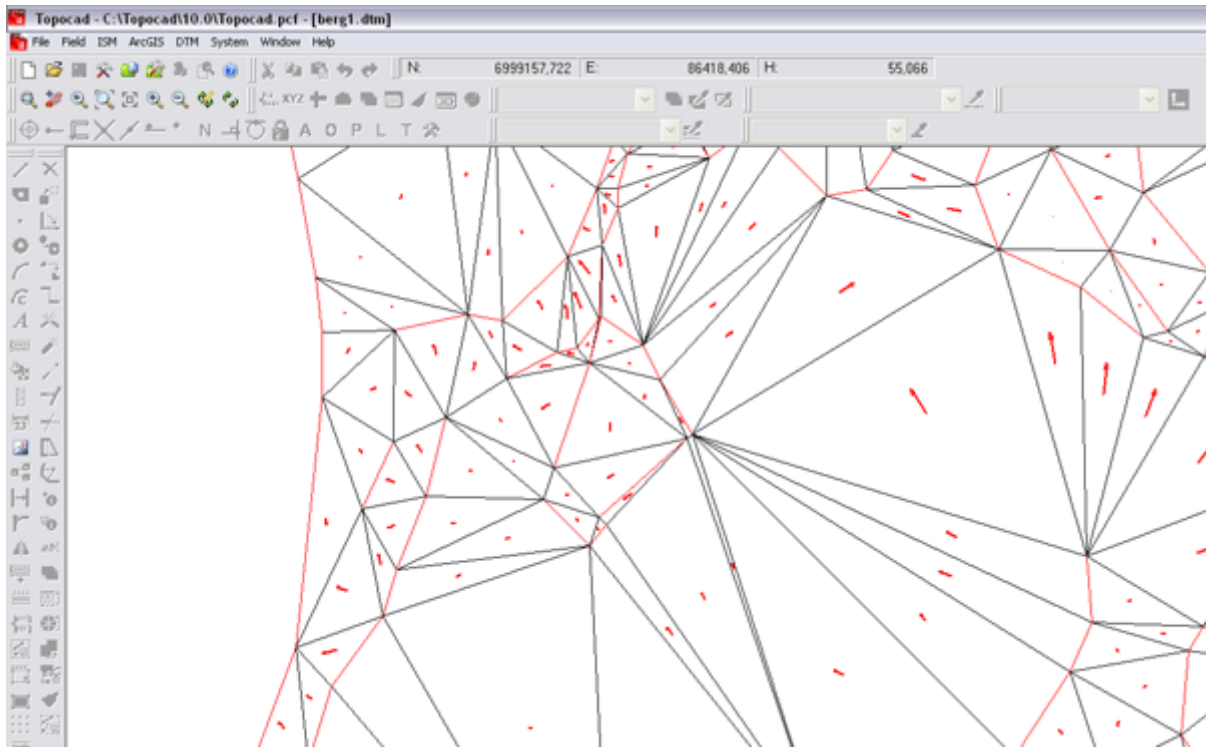 Topocad - C:\Topocad\10.0\Topocad.pcf - [berg1.dtm]
File Field ISM ArcGIS DTM System Window Help
N: 6999157,722 E: 86418,406 H: 55,066
XYZ
N A O P L T
A